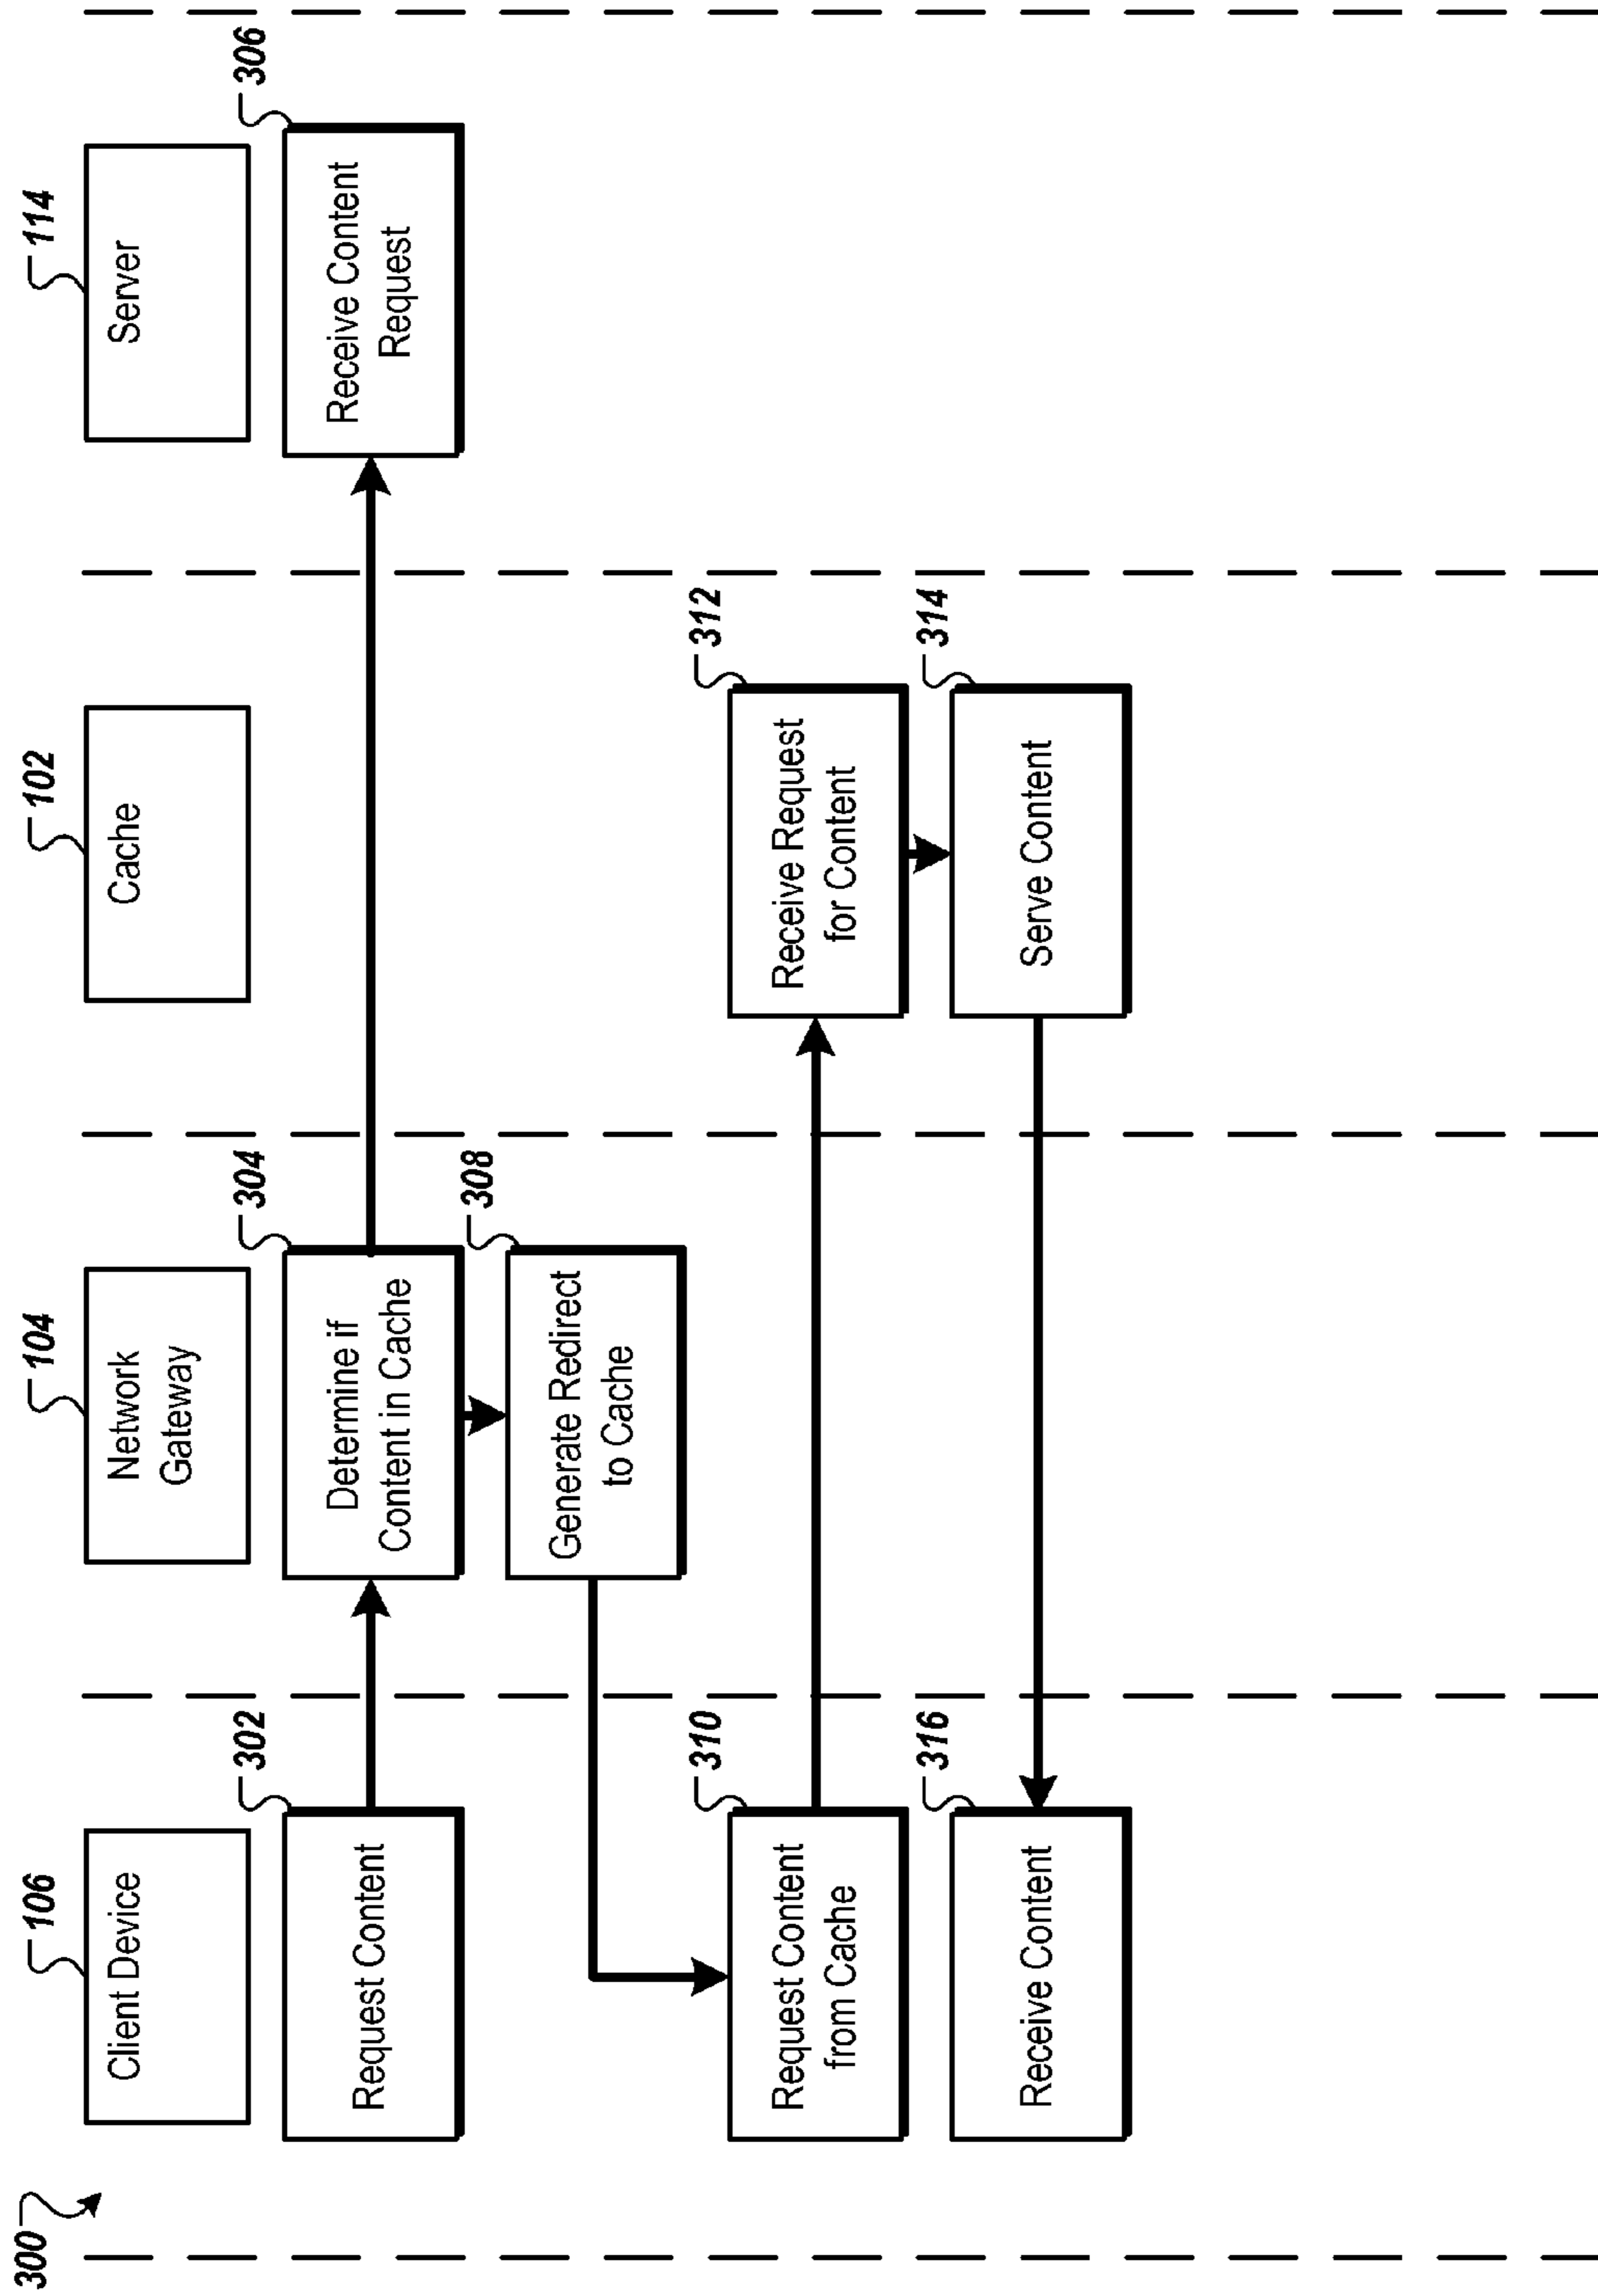 300
106
Client Device
104
Network
Gateway
102
Cache
114
Server
302
Request Content
304
Determine if
Content in Cache
306
Receive Content
Request
308
Generate Redirect
to Cache
310
Request Content
from Cache
312
Receive Request
for Content
316
Receive Content
314
Serve Content